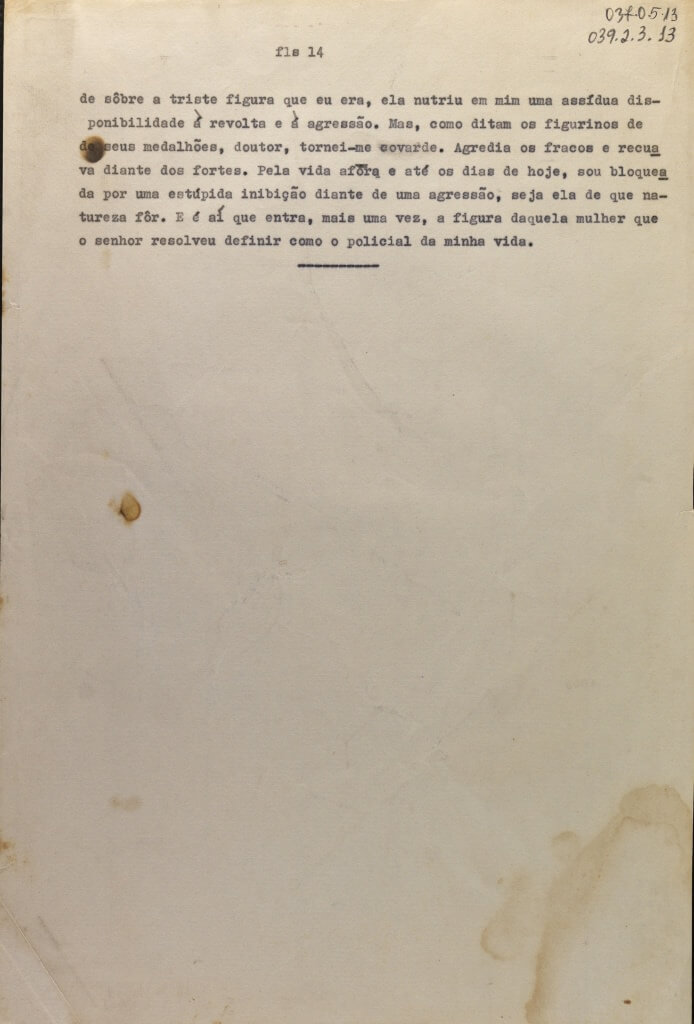 037.05.13
039.2.3.13
fls 14
de sôbre a triste figura que eu era, ela nutriu em mim uma assídua dis-
ponibilidade à revolta e à agressão. Mas, como ditam os figurinos de
seus medalhões, doutor, tornei-me covarde. Agredia os fracos e recua
va diante dos fortes. Pela vida afóra e até os dias de hoje, sou bloquea
da por uma estúpida inibição diante de uma agressão, seja ela de que na-
tureza fôr. E é aí que entra, mais uma vez, a figura daquela mulher que
o senhor resolveu definir como o policial da minha vida.